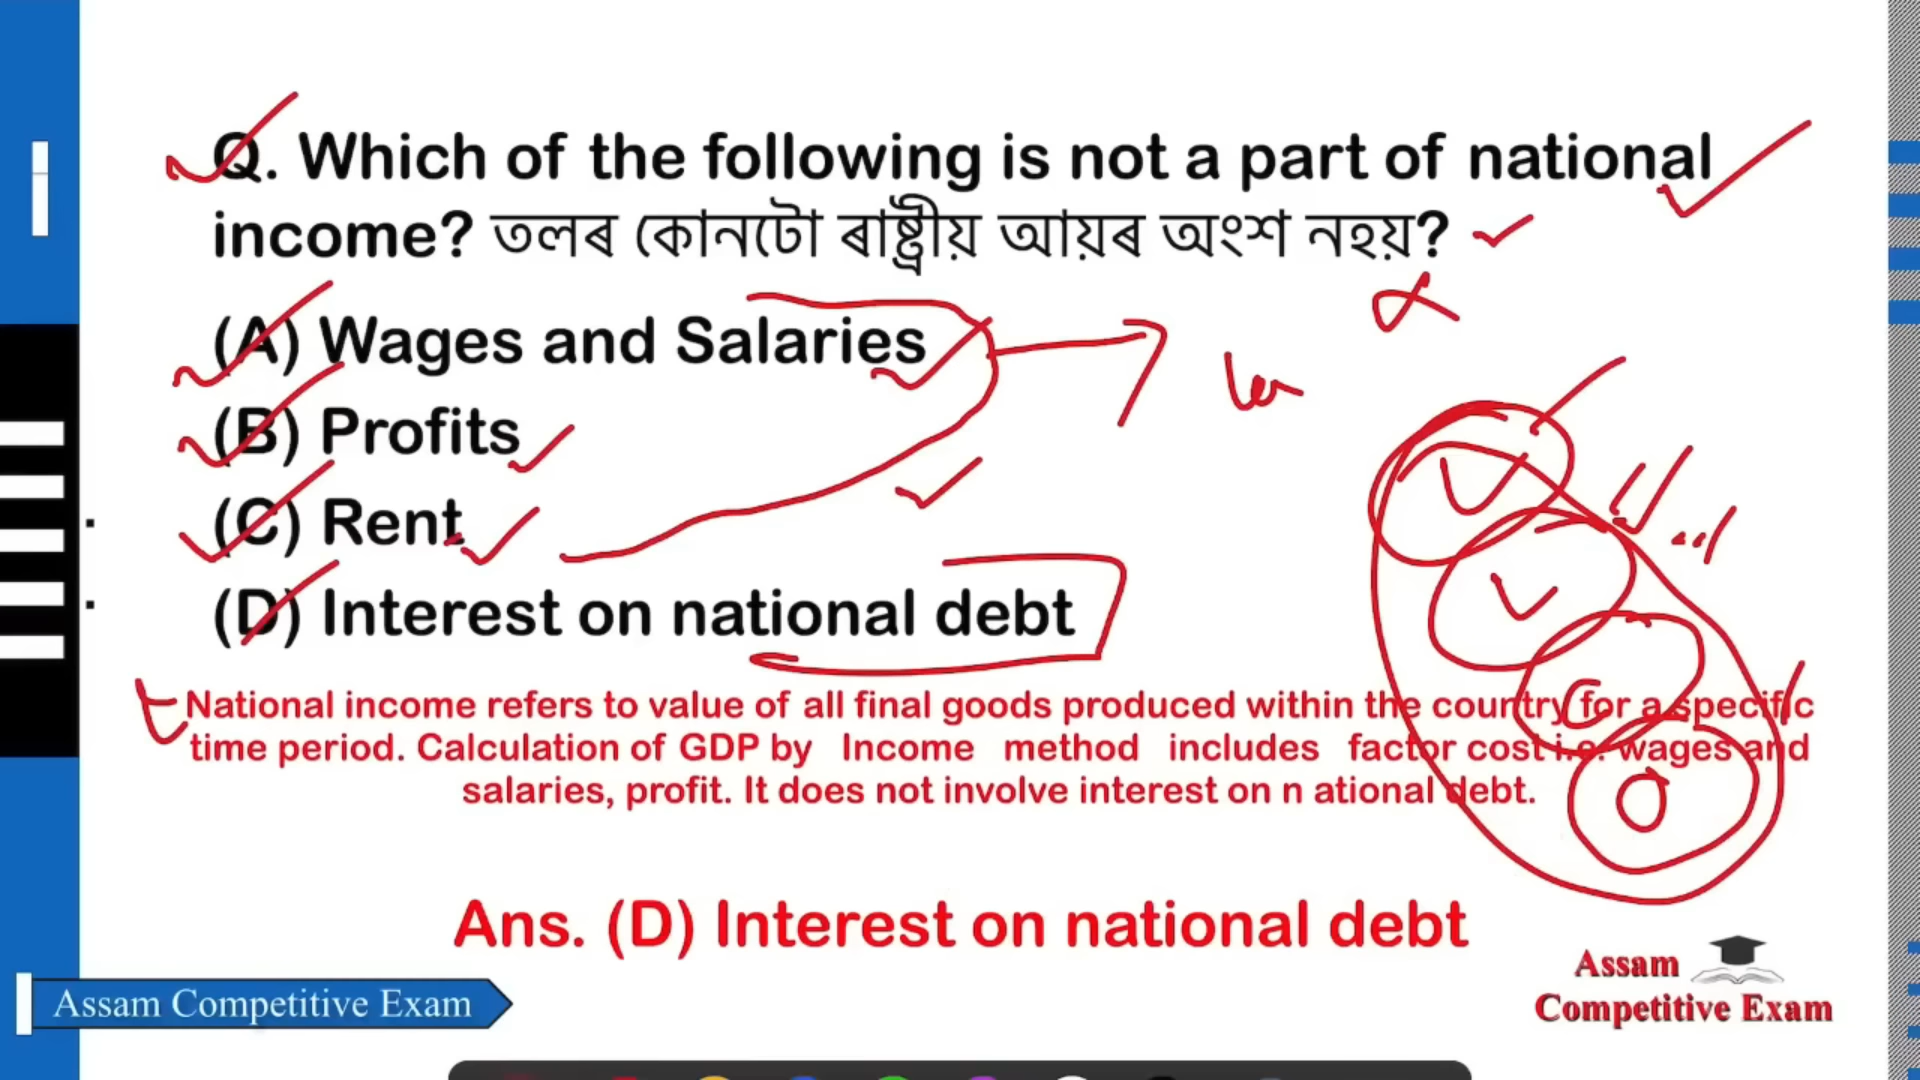 Q. Which of the following is not a part of national
income? তলৰ কোনটো ৰাষ্ট্ৰীয় আয়ৰ অংশ নহয়?
(A) Wages and Salaries
(B) Profits
(C) Rent
(D) Interest on national debt
National income refers to value of all final goods produced within the country for a specific
time period. Calculation of GDP by Income method includes factor cost i.e. wages and
salaries, profit. It does not involve interest on n ational debt.
Ans. (D) Interest on national debt
Assam Competitive Exam
Assam
Competitive Exam